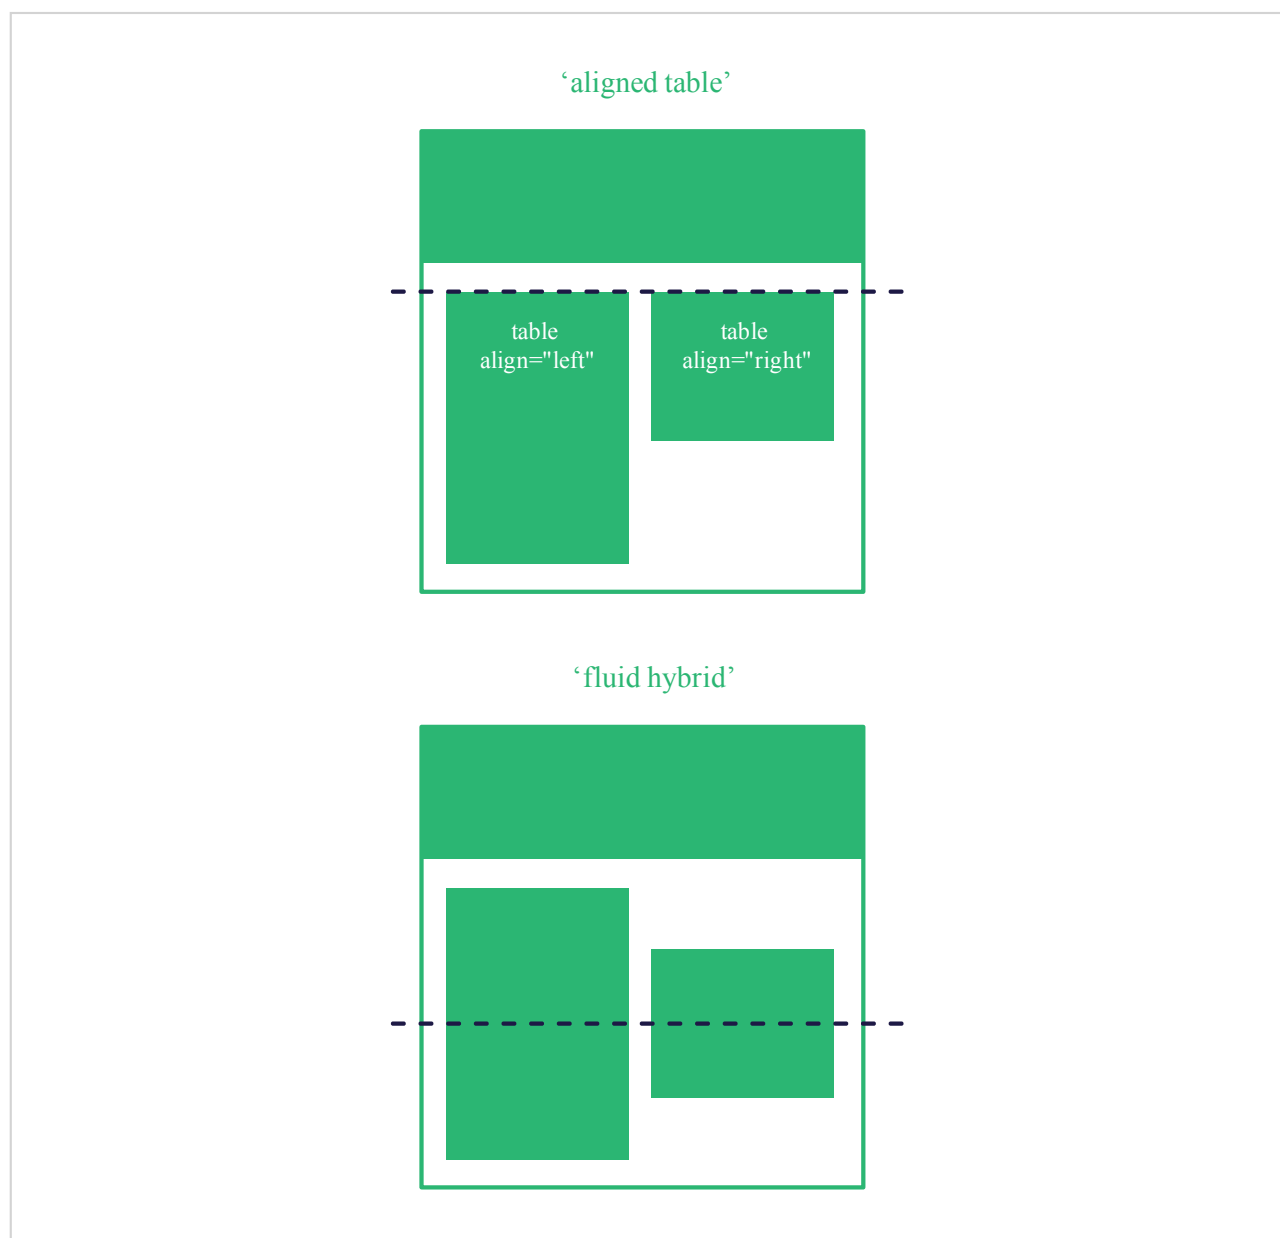 ‘aligned table’
table
align="left"
table
align="right"
‘fluid hybrid’